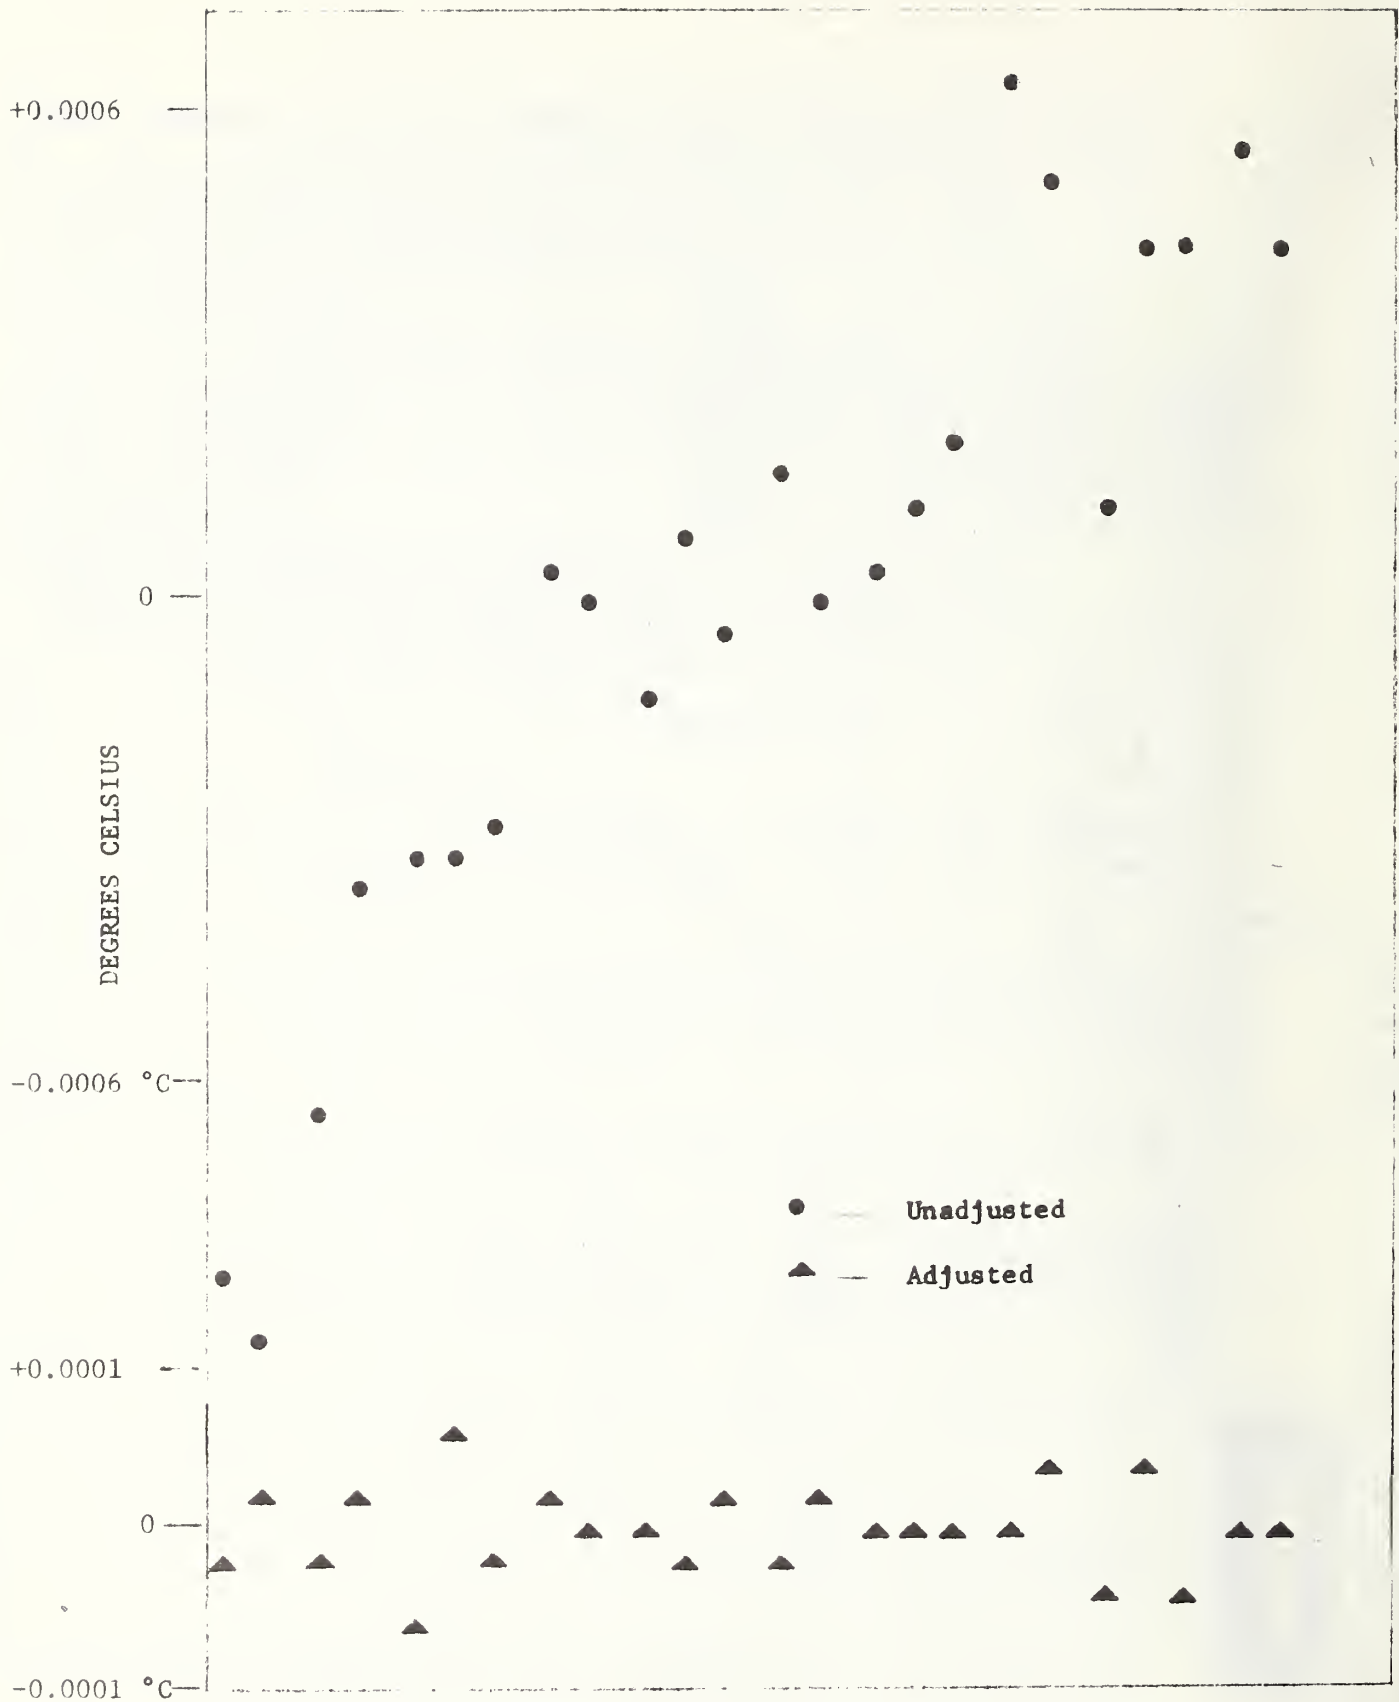 +0.0006
0
DEGREES CELSIUS
-0.0006 °C
Unadjusted
Adjusted
+0.0001
0
-0.0001 °C